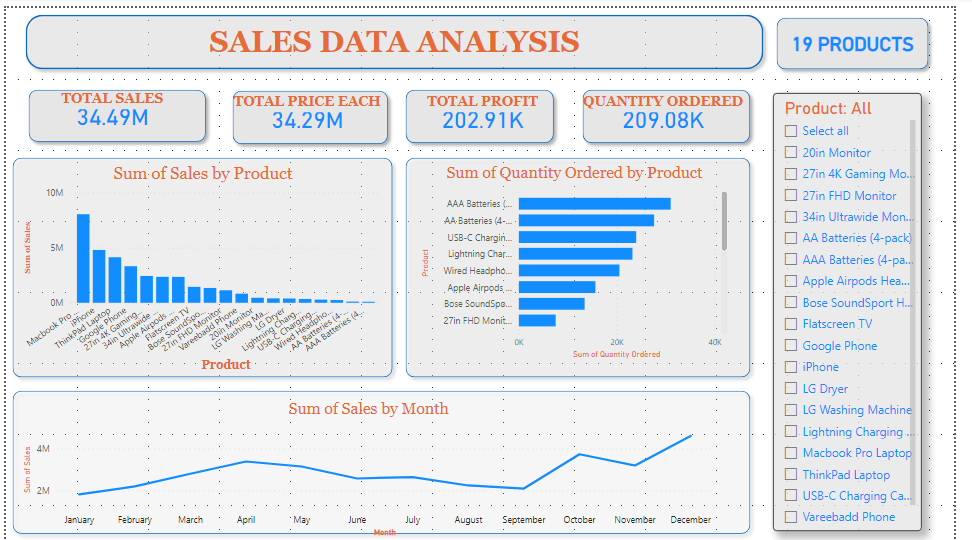 SALES DATA ANALYSIS
19 PRODUCTS
TOTAL SALES
34.49M
TOTAL PRICE EACH
34.29M
TOTAL PROFIT
202.91K
QUANTITY ORDERED
209.08K
Sum of Sales by Product
Sum of Sales
10M
5M
0M
Macbook Pro ...
iPhone
ThinkPad Laptop
Google Phone
27in 4K Gaming...
34in Ultrawide ...
Apple Airpods ...
Flatscreen TV
Bose SoundSpo...
27in FHD Monitor
Vareebadd Phone
20in Monitor
LG Washing Ma...
LG Dryer
Lightning Charg...
USB-C Charging...
Wired Headpho...
AA Batteries (4-...
AAA Batteries (4...
Product
Sum of Quantity Ordered by Product
Product
AAA Batteries (...
AA Batteries (4-...
USB-C Chargin...
Lightning Char...
Wired Headpho...
Apple Airpods ...
Bose SoundSpo...
27in FHD Monit...
0K
20K
40K
Sum of Quantity Ordered
Sum of Sales by Month
Sum of Sales
4M
2M
January
February
March
April
May
June
July
August
September
October
November
December
Month
Product: All
Select all
20in Monitor
27in 4K Gaming Mo...
27in FHD Monitor
34in Ultrawide Mon...
AA Batteries (4-pack)
AAA Batteries (4-pa...
Apple Airpods Hea...
Bose SoundSport H...
Flatscreen TV
Google Phone
iPhone
LG Dryer
LG Washing Machine
Lightning Charging ...
Macbook Pro Laptop
ThinkPad Laptop
USB-C Charging Ca...
Vareebadd Phone